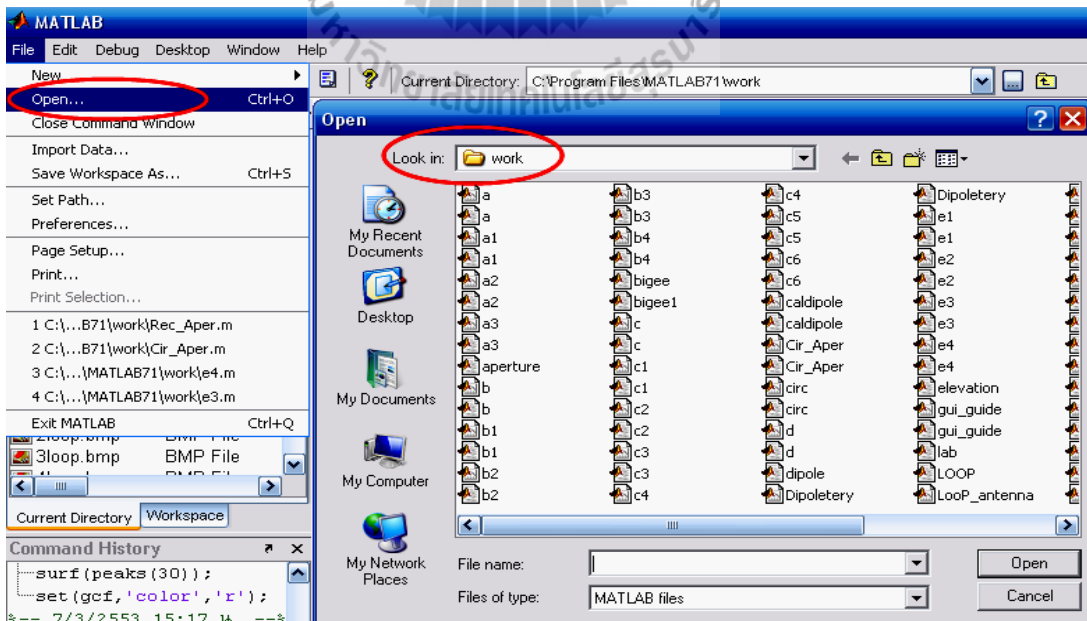 MATLAB
File Edit Debug Desktop Window Help
New
Open... Ctrl+O
Close Command Window
Import Data...
Save Workspace As... Ctrl+S
Set Path...
Preferences...
Page Setup...
Print...
Print Selection...
1 C:\...B71\work\Rec_Aper.m
2 C:\...B71\work\Cir_Aper.m
3 C:\...\MATLAB71\work\e4.m
4 C:\...\MATLAB71\work\e3.m
Exit MATLAB Ctrl+Q
3loop.bmp BMP File
Current Directory Workspace
Command History
surf(peaks(30));
set(gcf,'color','r');
%-- 7/3/2553 15:17 น. --%
Current Directory: C:\Program Files\MATLAB71\work
Open
Look in: work
My Recent Documents
Desktop
My Documents
My Computer
My Network Places
a
a
a1
a1
a2
a2
a3
a3
aperture
b
b
b1
b1
b2
b2
b3
b3
b4
b4
bigee
bigee1
c
c
c1
c1
c2
c2
c3
c3
c4
c4
c5
c5
c6
c6
caldipole
caldipole
Cir_Aper
Cir_Aper
circ
circ
d
d
dipole
Dipoletery
Dipoletery
e1
e1
e2
e2
e3
e3
e4
e4
elevation
gui_guide
gui_guide
lab
LOOP
LooP_antenna
File name:
Open
Files of type: MATLAB files
Cancel